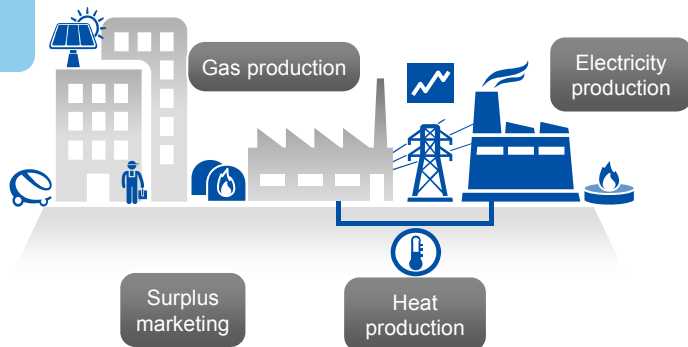 Gas production
Electricity
production
Surplus
marketing
Heat
production